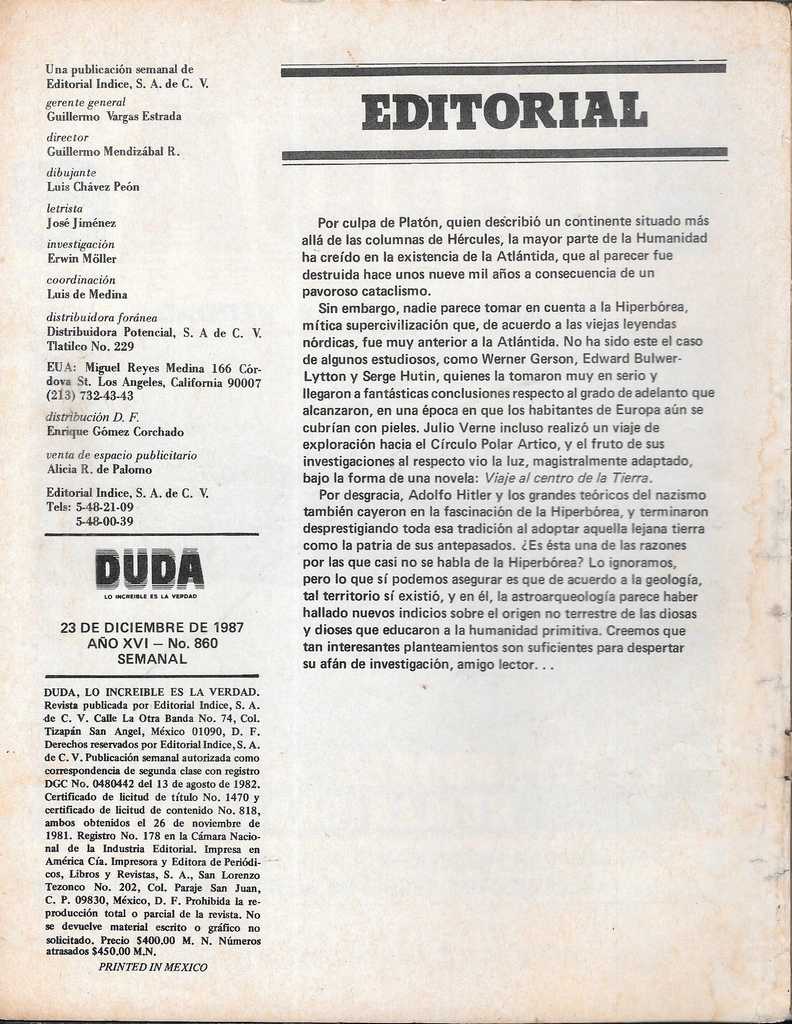 Una publicación semanal de
Editorial Indice, S. A. de C. V.
gerente general
Guillermo Vargas Estrada
director
Guillermo Mendizábal R.
dibujante
Luis Chávez Peón
letrista
José Jiménez
investigación
Erwin Möller
coordinación
Luis de Medina
distribuidora foránea
Distribuidora Potencial, S. A de C. V.
Tlatilco No. 229
EUA: Miguel Reyes Medina 166 Cór-
dova St. Los Angeles, California 90007
(213) 732-43-43
distribución D. F.
Enrique Gómez Corchado
venta de espacio publicitario
Alicia R. de Palomo
Editorial Indice, S. A. de C. V.
Tels: 5-48-21-09
5-48-00-39
DUDA
LO INCREIBLE ES LA VERDAD
23 DE DICIEMBRE DE 1987
AÑO XVI – No. 860
SEMANAL
DUDA, LO INCREIBLE ES LA VERDAD.
Revista publicada por Editorial Indice, S. A.
de C. V. Calle La Otra Banda No. 74, Col.
Tizapán San Angel, México 01090, D. F.
Derechos reservados por Editorial Indice, S. A.
de C. V. Publicación semanal autorizada como
correspondencia de segunda clase con registro
DGC No. 0480442 del 13 de agosto de 1982.
Certificado de licitud de título No. 1470 y
certificado de licitud de contenido No. 818,
ambos obtenidos el 26 de noviembre de
1981. Registro No. 178 en la Cámara Nacio-
nal de la Industria Editorial. Impresa en
América Cía. Impresora y Editora de Periódi-
cos, Libros y Revistas, S. A., San Lorenzo
Tezonco No. 202, Col. Paraje San Juan,
C. P. 09830, México, D. F. Prohibida la re-
producción total o parcial de la revista. No
se devuelve material escrito o gráfico no
solicitado. Precio $400.00 M. N. Números
atrasados $450.00 M.N.
PRINTED IN MEXICO
EDITORIAL
Por culpa de Platón, quien describió un continente situado más
allá de las columnas de Hércules, la mayor parte de la Humanidad
ha creído en la existencia de la Atlántida, que al parecer fue
destruida hace unos nueve mil años a consecuencia de un
pavoroso cataclismo.
Sin embargo, nadie parece tomar en cuenta a la Hiperbórea,
mítica supercivilización que, de acuerdo a las viejas leyendas
nórdicas, fue muy anterior a la Atlántida. No ha sido este el caso
de algunos estudiosos, como Werner Gerson, Edward Bulwer-
Lytton y Serge Hutin, quienes la tomaron muy en serio y
llegaron a fantásticas conclusiones respecto al grado de adelanto que
alcanzaron, en una época en que los habitantes de Europa aún se
cubrían con pieles. Julio Verne incluso realizó un viaje de
exploración hacia el Círculo Polar Artico, y el fruto de sus
investigaciones al respecto vio la luz, magistralmente adaptado,
bajo la forma de una novela: Viaje al centro de la Tierra.
Por desgracia, Adolfo Hitler y los grandes teóricos del nazismo
también cayeron en la fascinación de la Hiperbórea, y terminaron
desprestigiando toda esa tradición al adoptar aquella lejana tierra
como la patria de sus antepasados. ¿Es ésta una de las razones
por las que casi no se habla de la Hiperbórea? Lo ignoramos,
pero lo que sí podemos asegurar es que de acuerdo a la geología,
tal territorio sí existió, y en él, la astroarqueología parece haber
hallado nuevos indicios sobre el origen no terrestre de las diosas
y dioses que educaron a la humanidad primitiva. Creemos que
tan interesantes planteamientos son suficientes para despertar
su afán de investigación, amigo lector. . .